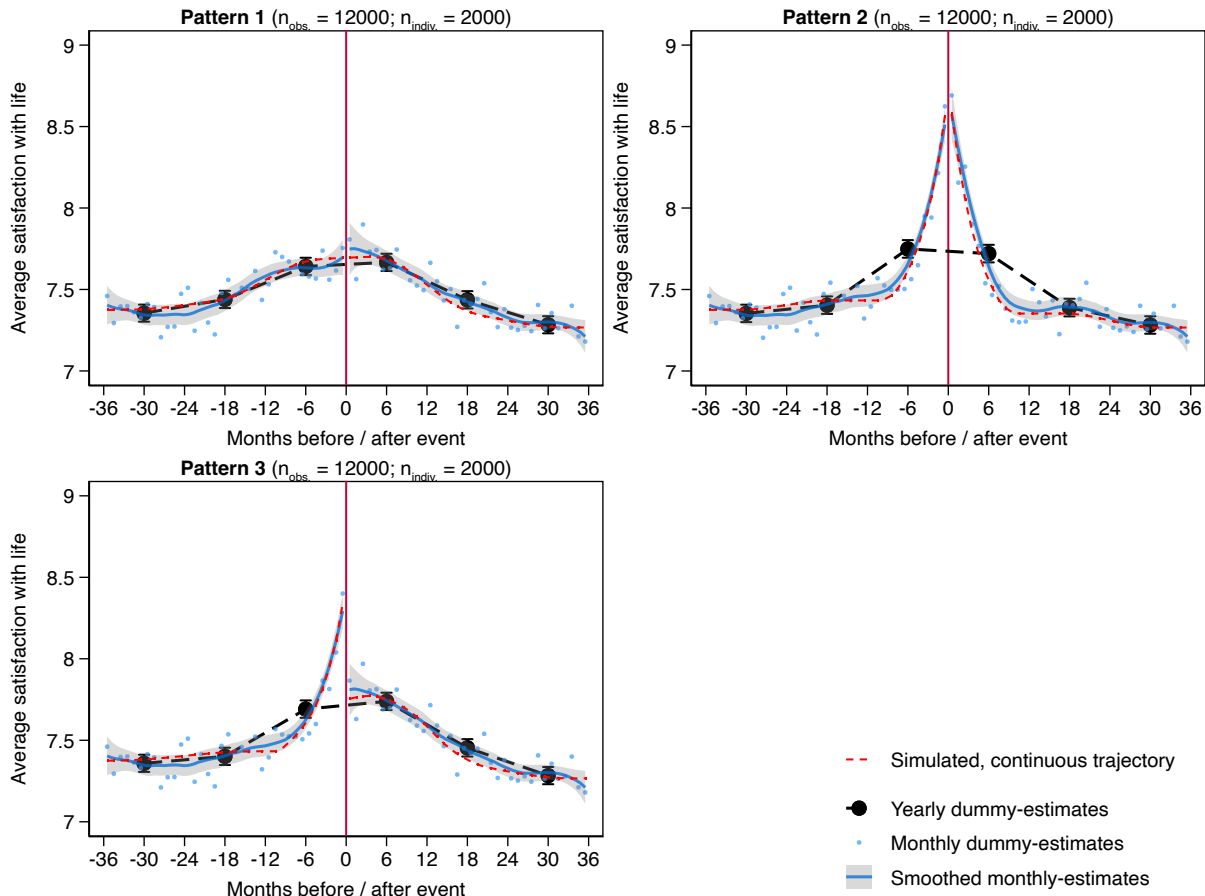 Pattern 1 (nobs. = 12000; nindiv. = 2000)
Average satisfaction with life
9
8.5
8
7.5
7
-36 -30 -24 -18 -12 -6 0 6 12 18 24 30 36
Months before / after event
Pattern 2 (nobs. = 12000; nindiv. = 2000)
Average satisfaction with life
9
8.5
8
7.5
7
-36 -30 -24 -18 -12 -6 0 6 12 18 24 30 36
Months before / after event
Pattern 3 (nobs. = 12000; nindiv. = 2000)
Average satisfaction with life
9
8.5
8
7.5
7
-36 -30 -24 -18 -12 -6 0 6 12 18 24 30 36
Months before / after event
Simulated, continuous trajectory
Yearly dummy-estimates
Monthly dummy-estimates
Smoothed monthly-estimates